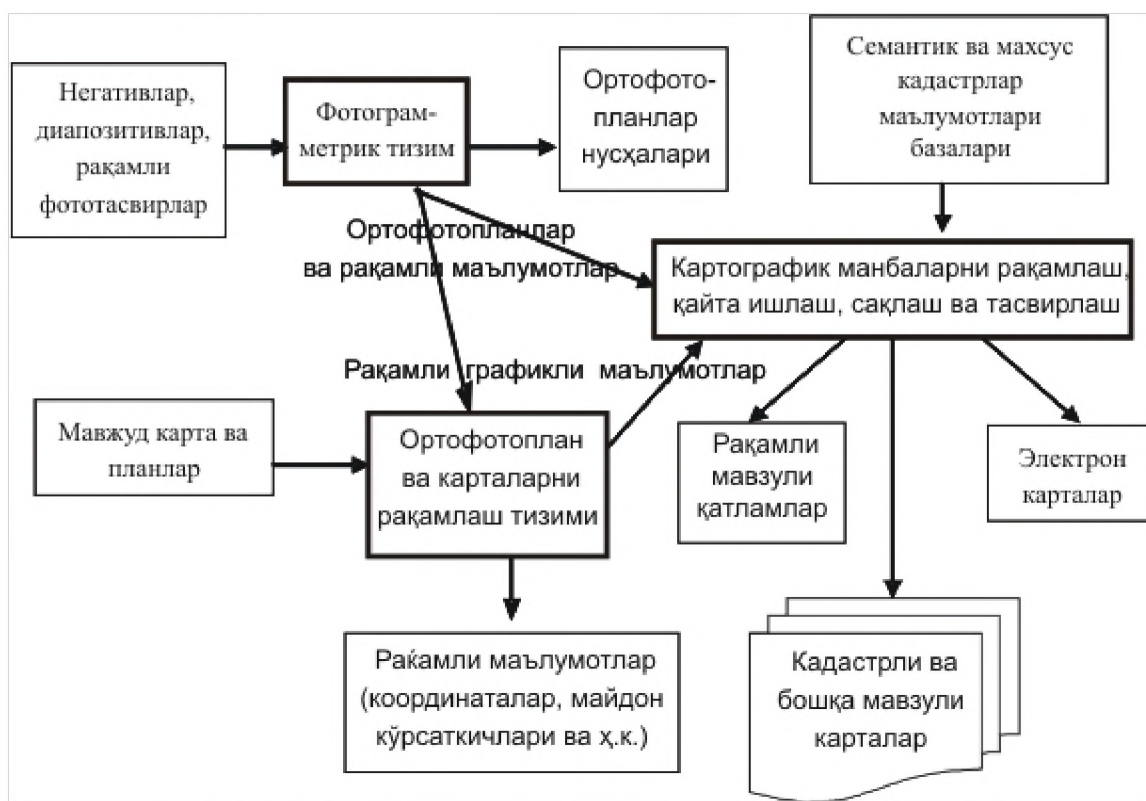 Негативлар,
диапозитивлар,
рақамли
фототасвирлар
Фотограм-
метрик тизим
Ортофото-
планлар
нусҳалари
Семантик ва махсус
кадастрлар
маълумотлари
базалари
Ортофотопланлар
ва рақамли маълумотлар
Картографик манбаларни рақамлаш,
қайта ишлаш, сақлаш ва тасвирлаш
Рақамли графикли маълумотлар
Мавжуд карта ва
планлар
Ортофотоплан
ва карталарни
рақамлаш тизими
Рақамли
мавзули
қатламлар
Электрон
карталар
Раќамли маълумотлар
(координаталар, майдон
кўрсаткичлари ва ҳ.к.)
Кадастрли ва
бошқа мавзули
карталар